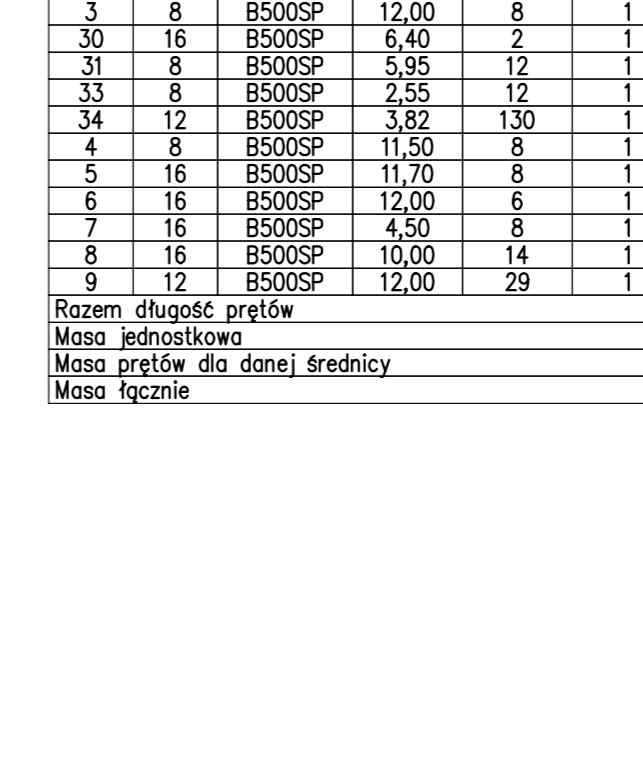 3 8 B500SP 12,00 8 1
30 16 B500SP 6,40 2 1
31 8 B500SP 5,95 12 1
33 8 B500SP 2,55 12 1
34 12 B500SP 3,82 130 1
4 8 B500SP 11,50 8 1
5 16 B500SP 11,70 8 1
6 16 B500SP 12,00 6 1
7 16 B500SP 4,50 8 1
8 16 B500SP 10,00 14 1
9 12 B500SP 12,00 29 1
Razem długość prętów
Masa jednostkowa
Masa prętów dla danej średnicy
Masa łącznie